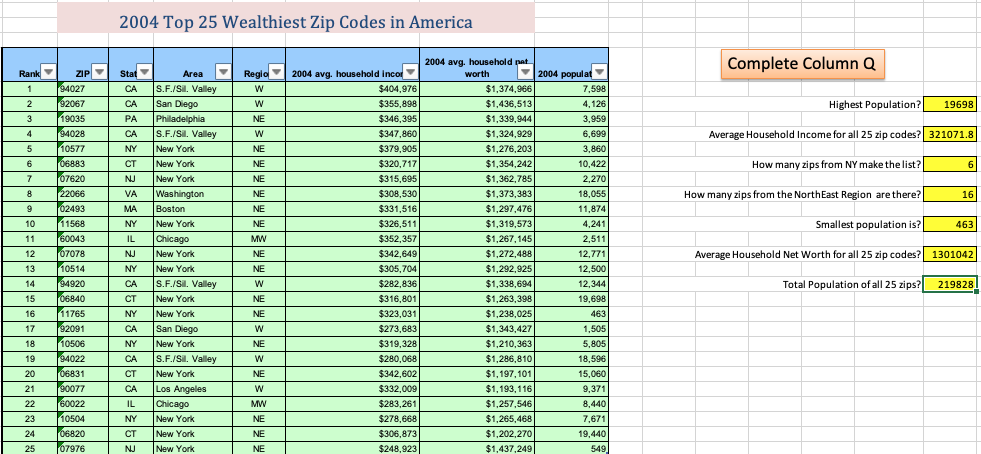 2004 Top 25 Wealthiest Zip Codes in America
Rank ZIP Stat Area Regio 2004 avg. household incor 2004 avg. household net worth 2004 populat
1 94027 CA S.F./Sil. Valley W $404,976 $1,374,966 7,598
2 92067 CA San Diego W $355,898 $1,436,513 4,126
3 19035 PA Philadelphia NE $346,395 $1,339,944 3,959
4 94028 CA S.F./Sil. Valley W $347,860 $1,324,929 6,699
5 10577 NY New York NE $379,905 $1,276,203 3,860
6 06883 CT New York NE $320,717 $1,354,242 10,422
7 07620 NJ New York NE $315,695 $1,362,785 2,270
8 22066 VA Washington NE $308,530 $1,373,383 18,055
9 02493 MA Boston NE $331,516 $1,297,476 11,874
10 11568 NY New York NE $326,511 $1,319,573 4,241
11 60043 IL Chicago MW $352,357 $1,267,145 2,511
12 07078 NJ New York NE $342,649 $1,272,488 12,771
13 10514 NY New York NE $305,704 $1,292,925 12,500
14 94920 CA S.F./Sil. Valley W $282,836 $1,338,694 12,344
15 06840 CT New York NE $316,801 $1,263,398 19,698
16 11765 NY New York NE $323,031 $1,238,025 463
17 92091 CA San Diego W $273,683 $1,343,427 1,505
18 10506 NY New York NE $319,328 $1,210,363 5,805
19 94022 CA S.F./Sil. Valley W $280,068 $1,286,810 18,596
20 06831 CT New York NE $342,602 $1,197,101 15,060
21 90077 CA Los Angeles W $332,009 $1,193,116 9,371
22 60022 IL Chicago MW $283,261 $1,257,546 8,440
23 10504 NY New York NE $278,668 $1,265,468 7,671
24 06820 CT New York NE $306,873 $1,202,270 19,440
25 07976 NJ New York NE $248,923 $1,437,249 549
Complete Column Q
Highest Population? 19698
Average Household Income for all 25 zip codes? 321071.8
How many zips from NY make the list? 6
How many zips from the NorthEast Region are there? 16
Smallest population is? 463
Average Household Net Worth for all 25 zip codes? 1301042
Total Population of all 25 zips? 219828